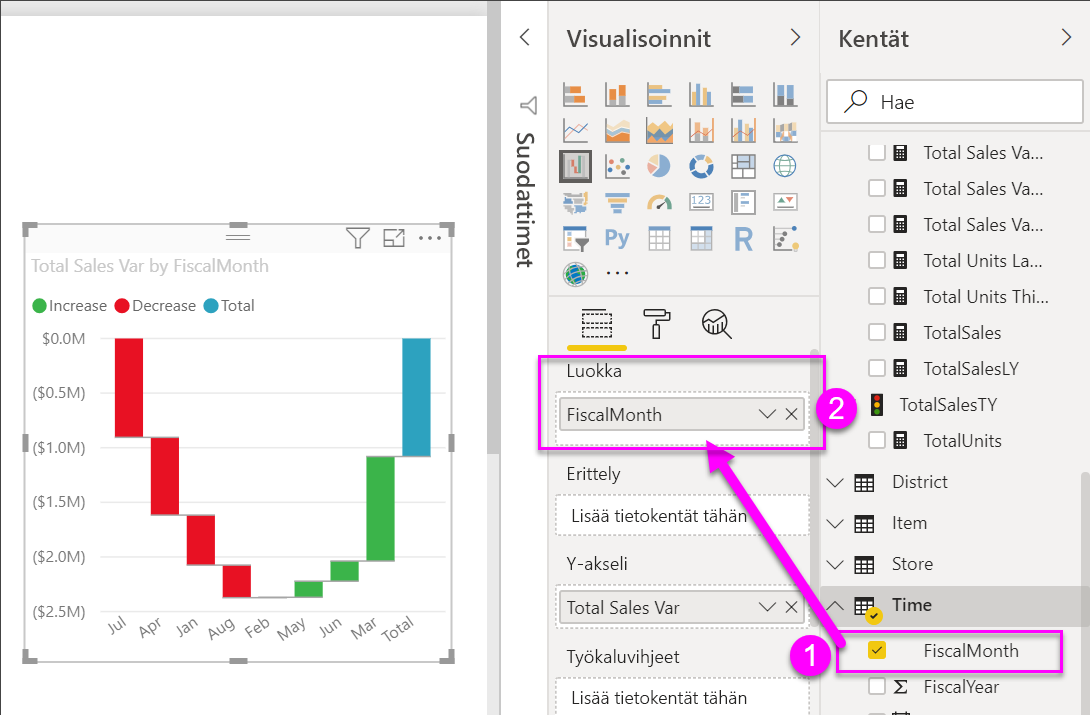 Total Sales Var by FiscalMonth
Increase Decrease Total
$0.0M
($0.5M)
($1.0M)
($1.5M)
($2.0M)
($2.5M)
Jul Apr Jan Aug Feb May Jun Mar Total
Suodattimet
Visualisoinnit
123
Py
R
Luokka
FiscalMonth
2
Erittely
Lisää tietokentät tähän
Y-akseli
Total Sales Var
Työkaluvihjeet
Lisää tietokentät tähän
Kentät
Hae
Total Sales Va...
Total Sales Va...
Total Sales Va...
Total Units La...
Total Units Thi...
TotalSales
TotalSalesLY
TotalSalesTY
TotalUnits
District
Item
Store
Time
1
FiscalMonth
Σ FiscalYear